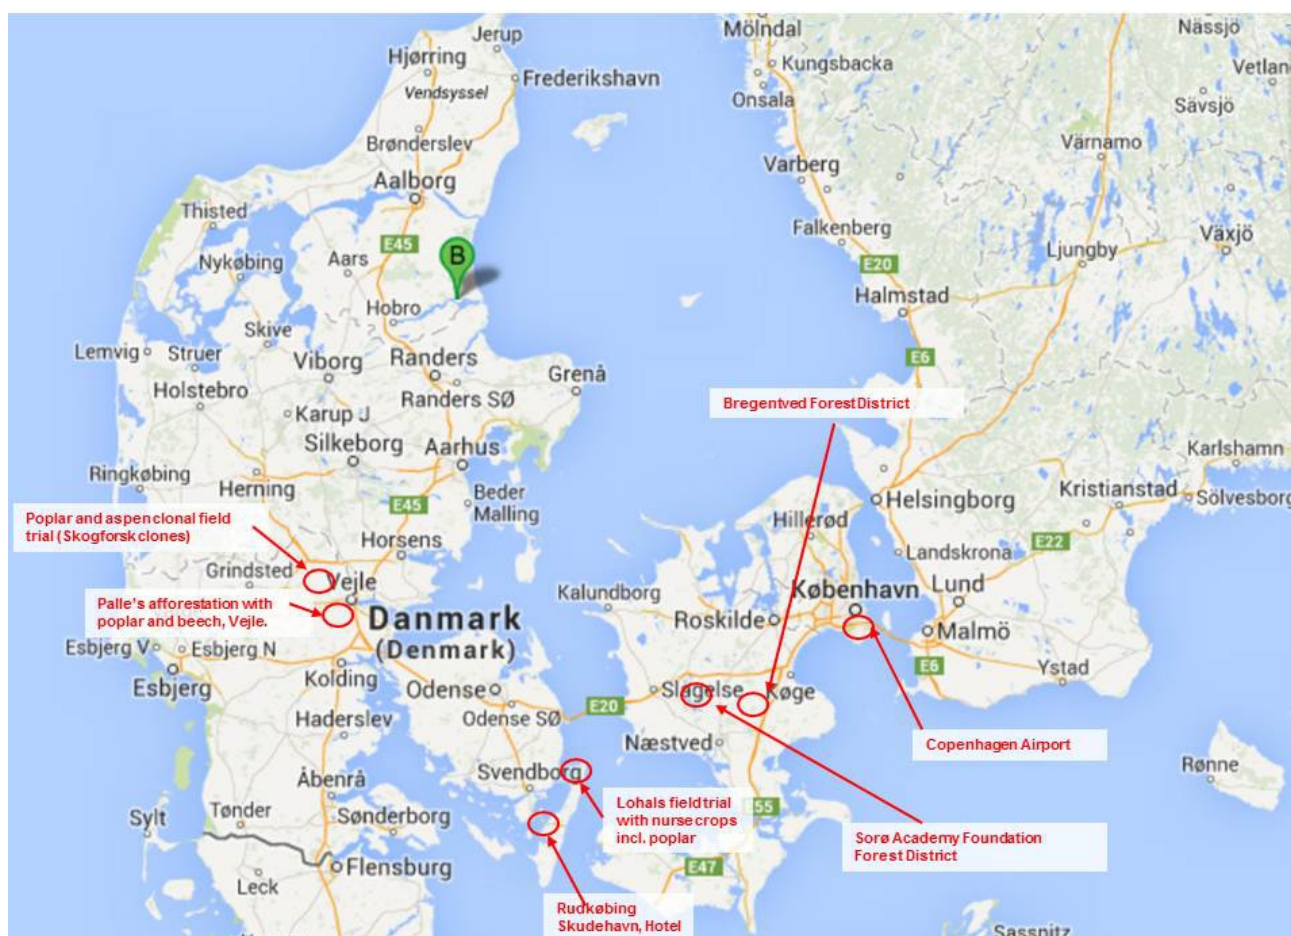 Jerup
Mölndal
Nässjö
Hjørring
Frederikshavn
Kungsbacka
Vetland
Vendsyssel
Onsala
Sävsjö
Brønderslev
Värnamo
Varberg
Aalborg
Thisted
Falkenberg
Växjö
E45
Ljungby
B
Aars
Nykøbing
E20
Halmstad
Hobro
Skive
Lemvig
Struer
Viborg
Randers
E6
Holstebro
Grenå
Randers SØ
Bregentved Forest District
Karup J
Silkeborg
Aarhus
Karlshamn
Ringkøbing
Herning
Beder
Malling
E45
Helsingborg
Kristianstad
Sölvesborg
Poplar and aspen clonal field
trial (Skogforsk clones)
Hillerød
Horsens
Landskrona
E22
Grindsted
Vejle
Kalundborg
København
Lund
Palle's afforestation with
poplar and beech, Vejle.
Danmark
(Denmark)
Roskilde
Malmö
Esbjerg V
Esbjerg N
E6
Ystad
Esbjerg
Kolding
Odense
Slagelse
Køge
E20
Haderslev
Odense SØ
Næstved
Copenhagen Airport
Rønne
Åbenrå
Svendborg
Tønder
Sønderborg
Lohals field trial
with nurse crops
incl. poplar
E55
Sylt
Sorø Academy Foundation
Forest District
Flensburg
E47
Leck
Rudkøbing
Skudehavn, Hotel
Sassnitz